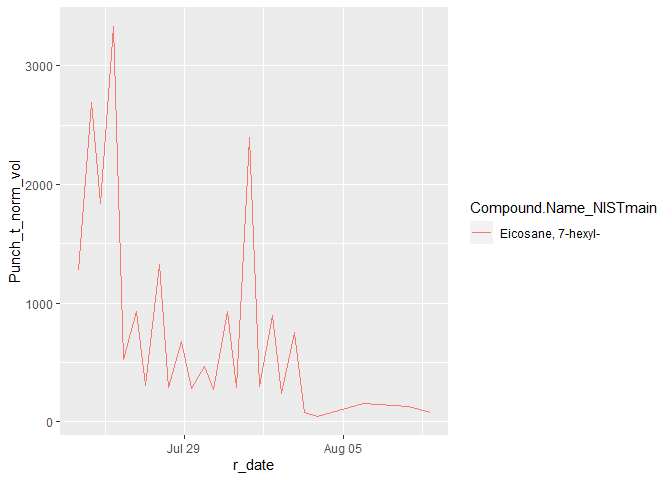 3000
2000
1000
0
Punch_t_norm_vol
Jul 29
Aug 05
r_date
Compound.Name_NISTmain
Eicosane, 7-hexyl-